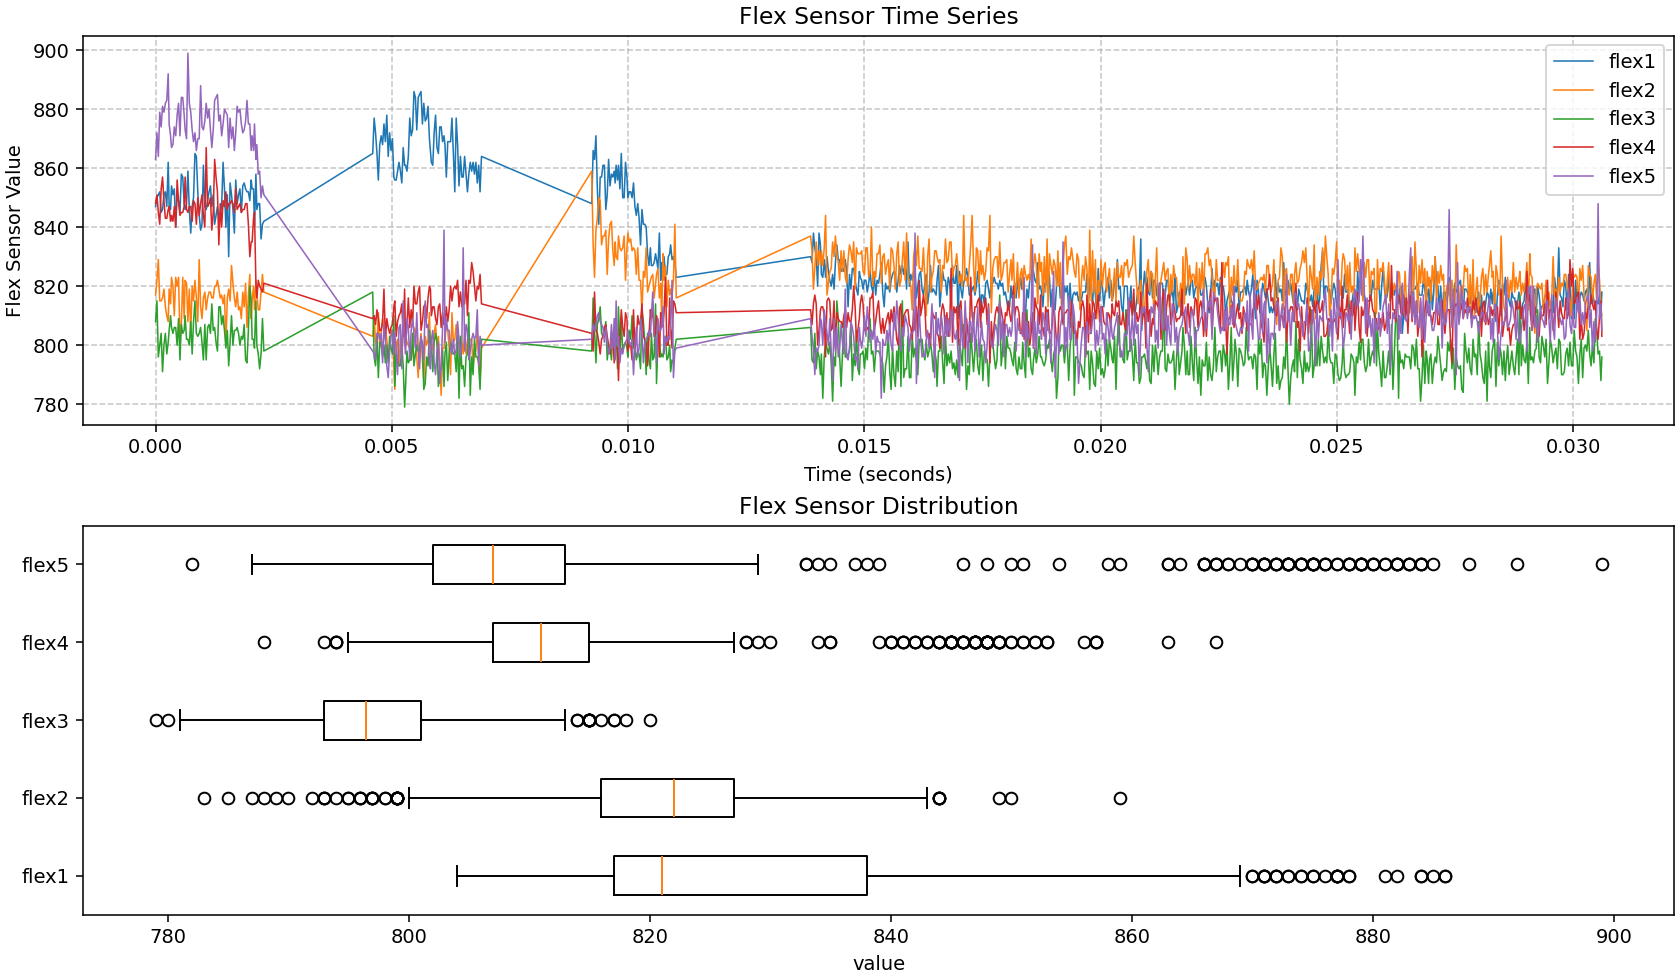 Flex Sensor Time Series
Flex Sensor Value
900
880
860
840
820
800
780
flex1
flex2
flex3
flex4
flex5
0.000 0.005 0.010 0.015 0.020 0.025 0.030
Time (seconds)
Flex Sensor Distribution
flex5
flex4
flex3
flex2
flex1
780 800 820 840 860 880 900
value